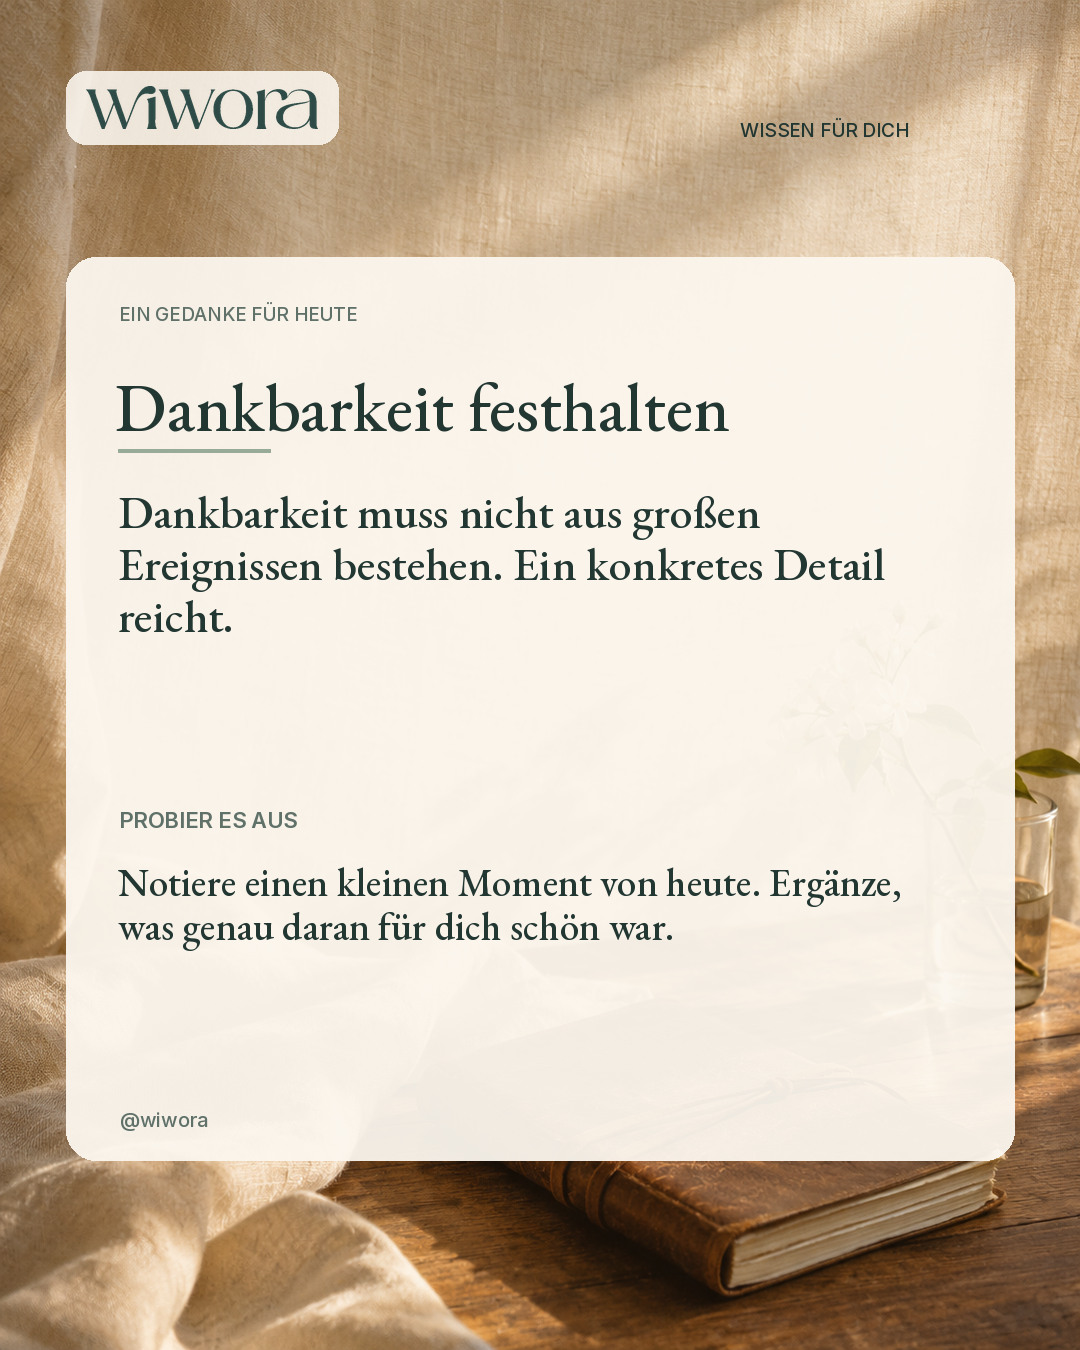 wiwora
WISSEN FÜR DICH
EIN GEDANKE FÜR HEUTE
Dankbarkeit festhalten
Dankbarkeit muss nicht aus großen
Ereignissen bestehen. Ein konkretes Detail
reicht.
PROBIER ES AUS
Notiere einen kleinen Moment von heute. Ergänze,
was genau daran für dich schön war.
@wiwora